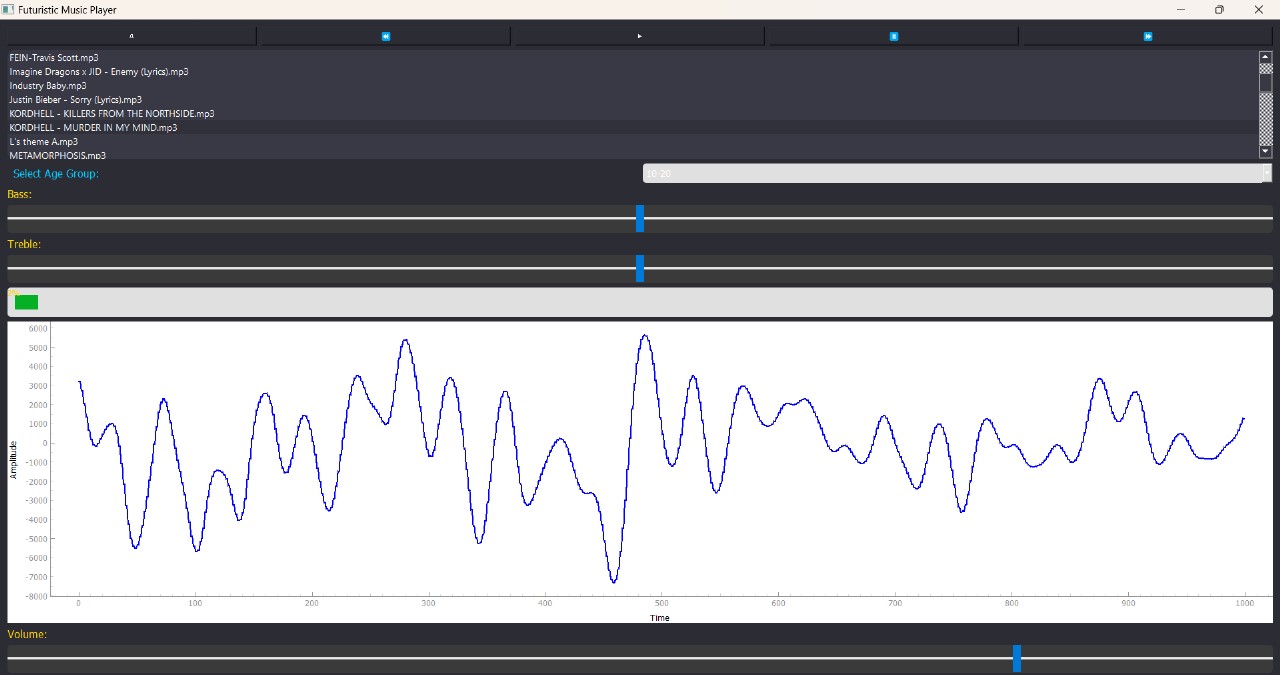 Futuristic Music Player
FEIN-Travis Scott.mp3
Imagine Dragons x JID - Enemy (Lyrics).mp3
Industry Baby.mp3
Justin Bieber - Sorry (Lyrics).mp3
KORDHELL - KILLERS FROM THE NORTHSIDE.mp3
KORDHELL - MURDER IN MY MIND.mp3
L's theme A.mp3
METAMORPHOSIS.mp3
Select Age Group:
10-20
Bass:
Treble:
6000
5000
4000
3000
2000
1000
0
-1000
-2000
-3000
-4000
-5000
-6000
-7000
-8000
Amplitude
0 100 200 300 400 500 600 700 800 900 1000
Time
Volume: